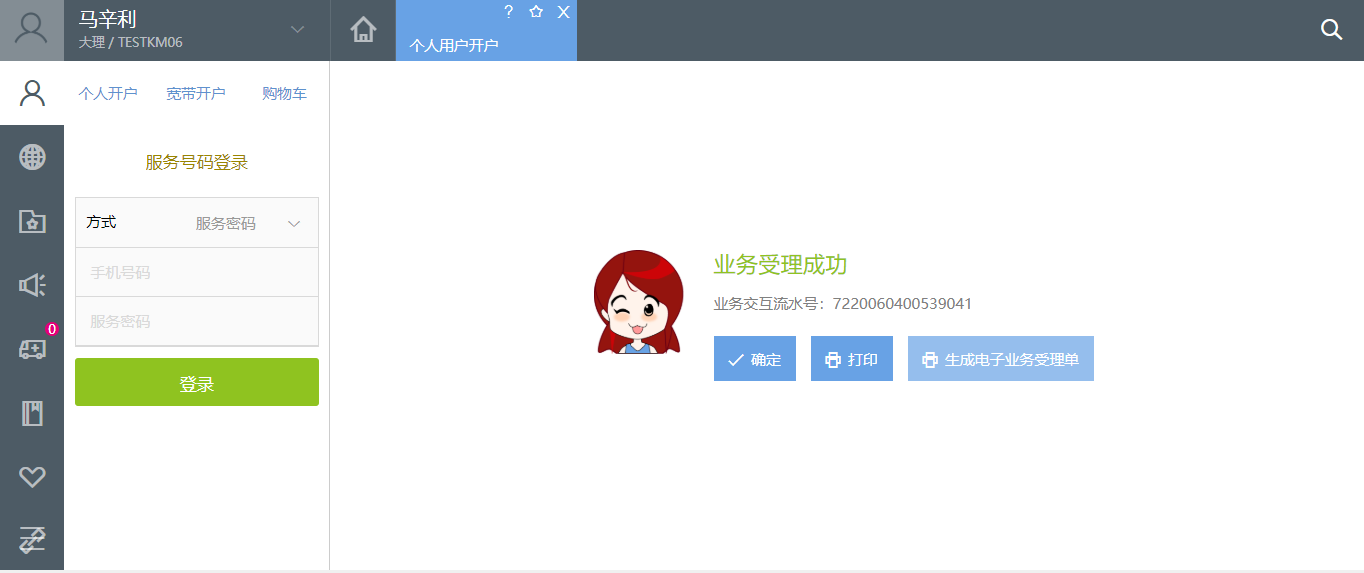 马辛利
大理 / TESTKM06
? X
个人用户开户
个人开户 宽带开户 购物车
服务号码登录
方式 服务密码
手机号码
服务密码
登录
0
业务受理成功
业务交互流水号：7220060400539041
确定 打印 生成电子业务受理单